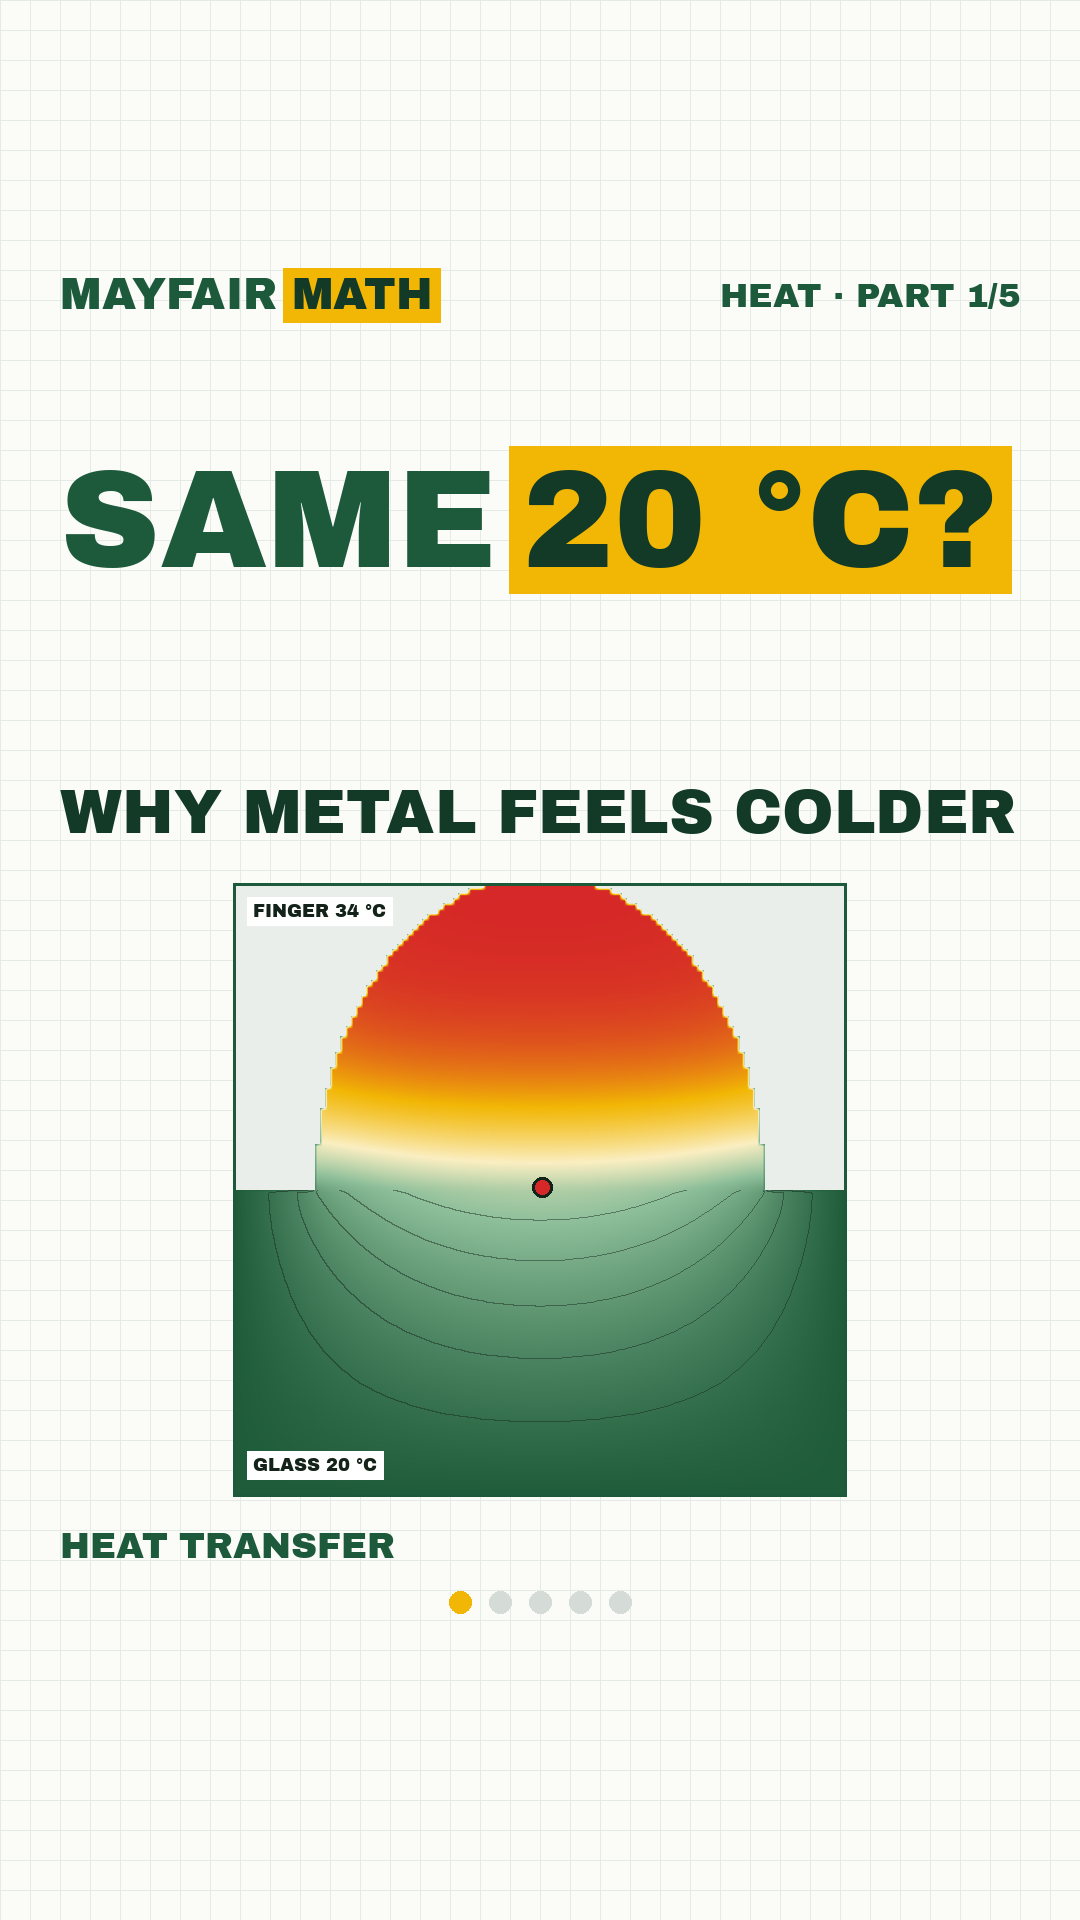 MAYFAIR MATH
HEAT · PART 1/5
SAME 20 °C?
WHY METAL FEELS COLDER
FINGER 34 °C
GLASS 20 °C
HEAT TRANSFER